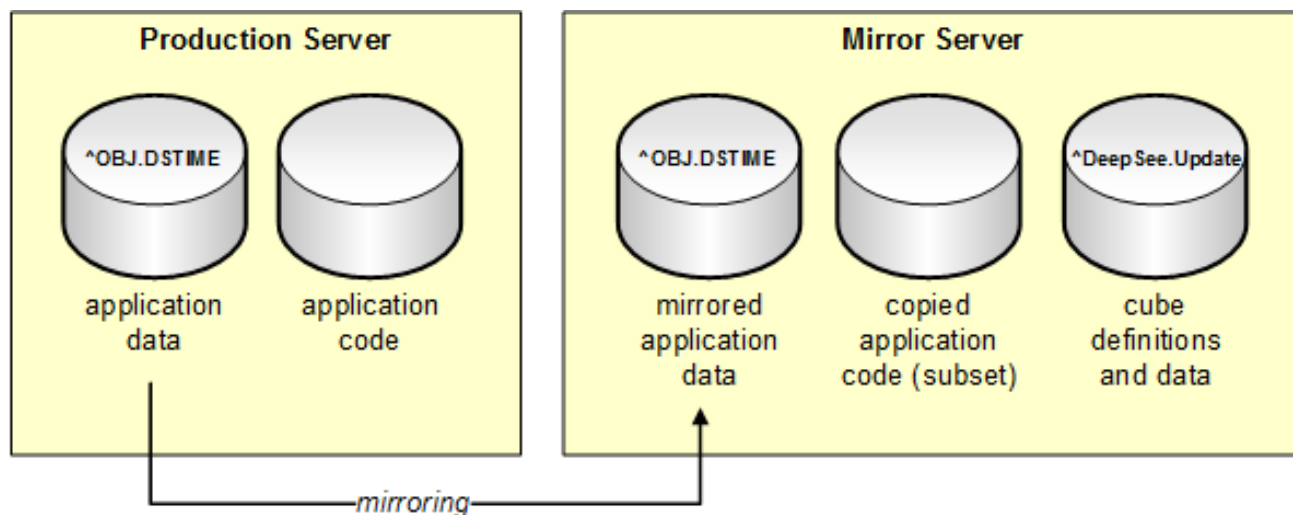 Production Server
^OBJ.DSTIME
application
data
application
code
Mirror Server
^OBJ.DSTIME
^DeepSee.Update
mirrored
application
data
copied
application
code (subset)
cube
definitions
and data
mirroring